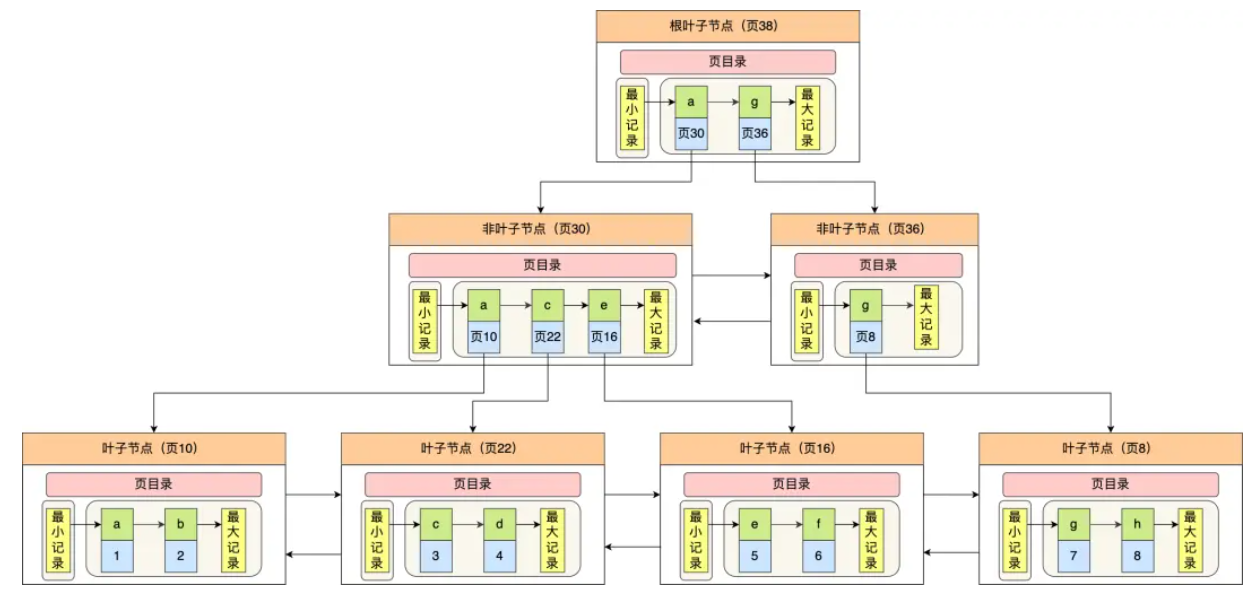 根叶子节点（页38）
页目录
最小记录
a
g
最大记录
页30
页36
非叶子节点（页30）
页目录
最小记录
a
c
e
最大记录
页10
页22
页16
非叶子节点（页36）
页目录
最小记录
g
最大记录
页8
叶子节点（页10）
页目录
最小记录
a
b
最大记录
1
2
叶子节点（页22）
页目录
最小记录
c
d
最大记录
3
4
叶子节点（页16）
页目录
最小记录
e
f
最大记录
5
6
叶子节点（页8）
页目录
最小记录
g
h
最大记录
7
8